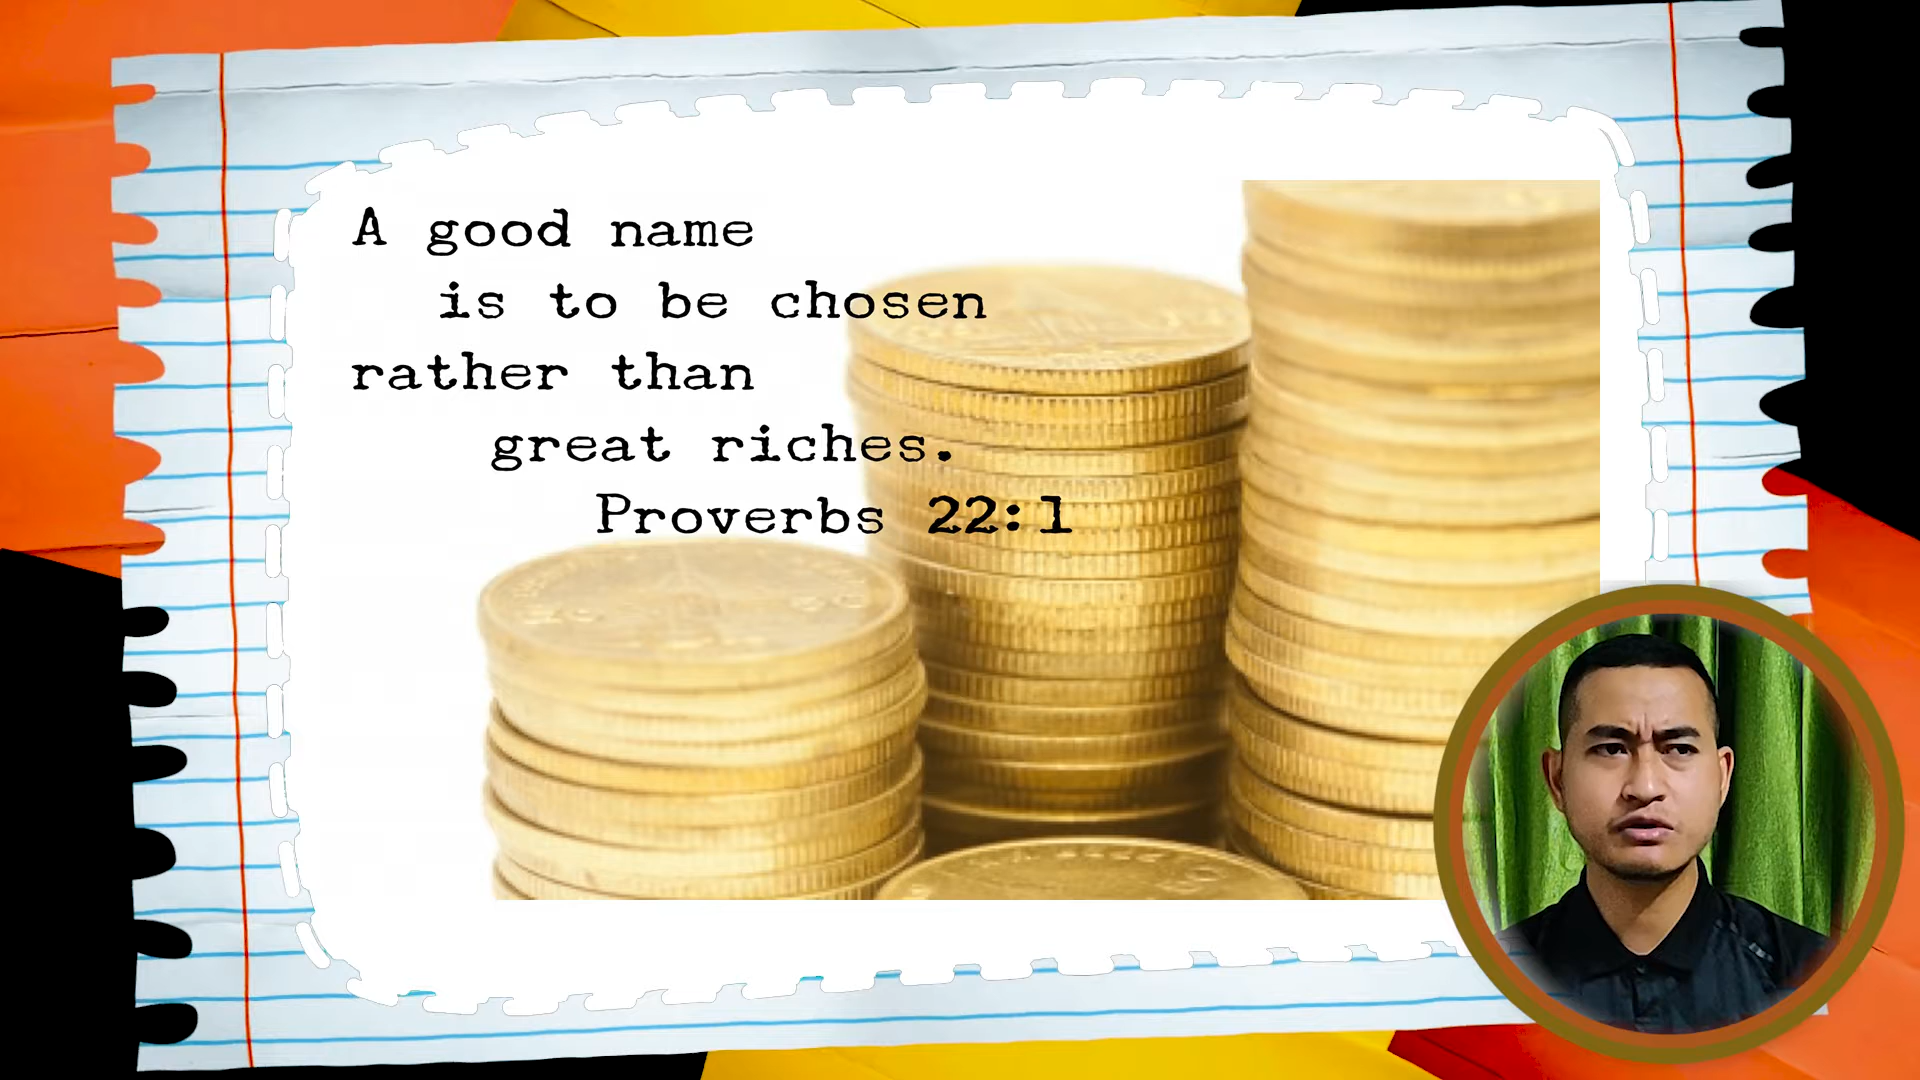 A good name
is to be chosen
rather than
great riches.
Proverbs 22:1